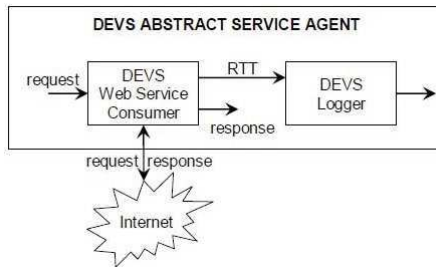 DEVS ABSTRACT SERVICE AGENT
request
DEVS
Web Service
Consumer
RTT
response
DEVS
Logger
request response
Internet